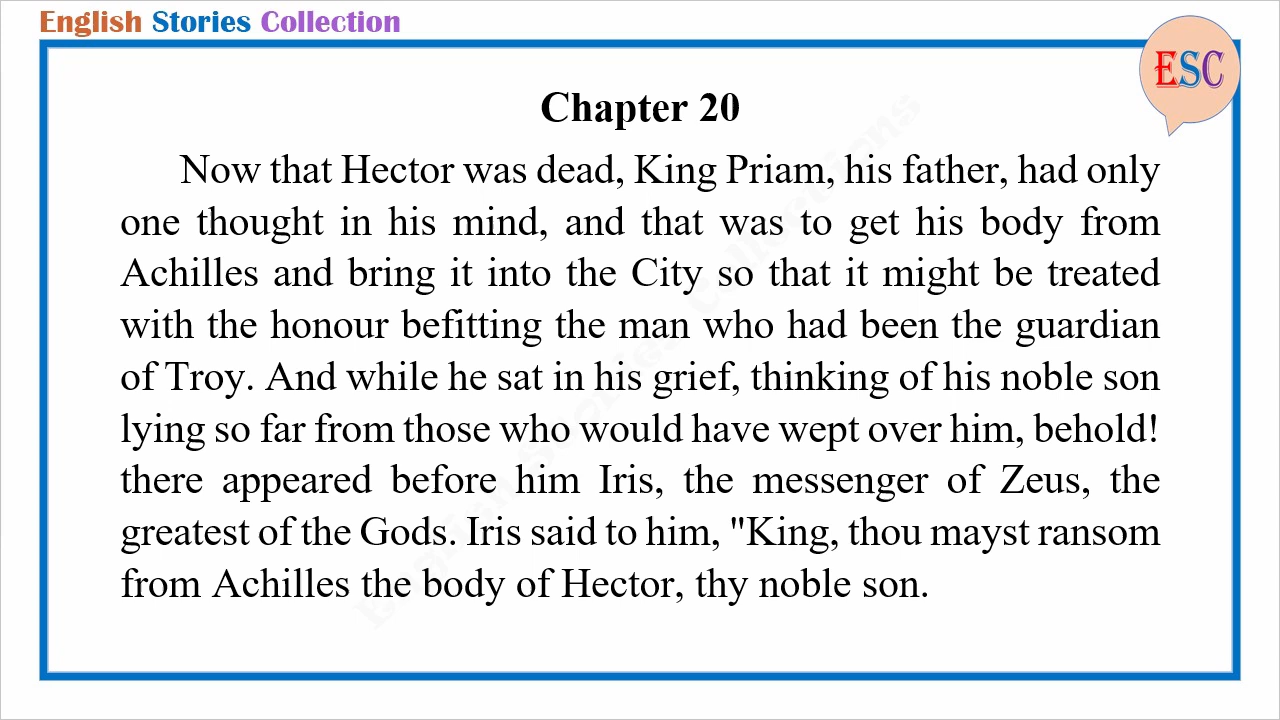 English Stories Collection
ESC
Chapter 20
Now that Hector was dead, King Priam, his father, had only
one thought in his mind, and that was to get his body from
Achilles and bring it into the City so that it might be treated
with the honour befitting the man who had been the guardian
of Troy. And while he sat in his grief, thinking of his noble son
lying so far from those who would have wept over him, behold!
there appeared before him Iris, the messenger of Zeus, the
greatest of the Gods. Iris said to him, "King, thou mayst ransom
from Achilles the body of Hector, thy noble son.
English Stories Collections